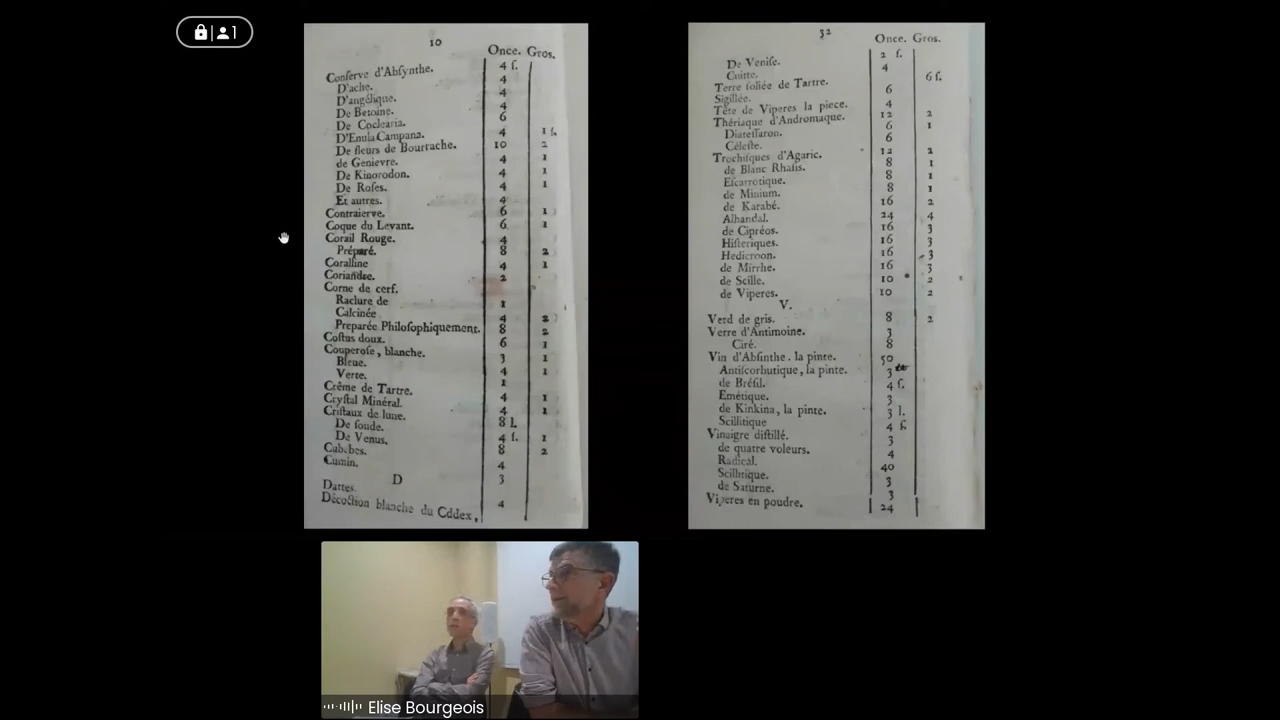 1
10
Once. Gros.
Conſerve d'Abſynthe. 4 ſ.
D'ache. 4
D'angélique. 4
De Betoine. 4
De Coclearia. 6
D'Enula Campana. 4 1 ſ.
De fleurs de Bourrache. 10 2
de Genievre. 4 1
De Kinorodon. 4 1
De Roſes. 4 1
Et autres. 4
Contraierve. 6 1
Coque du Levant. 6 1
Corail Rouge. 4
Préparé. 8 2
Coralline 4 1
Coriandre. 2
Corne de cerf.
Raclure de 1
Calcinée 4 2
Preparée Philoſophiquement. 8 2
Coſtus doux. 6 1
Couperoſe, blanche. 3 1
Bleue. 4 1
Verte. 1
Crême de Tartre. 4 1
Cryſtal Minéral. 4 1
Criſtaux de lune. 8 l.
De ſoude. 4 ſ. 1
De Venus. 8 2
Cubebes. 4
Cumin. 3
D
Dattes. 4
Décoction blanche du Cddex,
32
Once. Gros.
De Veniſe. 2 ſ.
Cuitte. 4
Terre foliée de Tartre. 6 ſ.
Sigillée. 6
Tête de Viperes la piece. 4
Thériaque d'Andromaque. 12 2
Diateſſaron. 6 1
Céleſte. 6
Trochiſques d'Agaric. 12 2
de Blanc Rhaſis. 8 1
Eſcarrotique. 8 1
de Minium. 8 1
de Karabé. 16 2
Alhandal. 24 4
de Cipréos. 16 3
Hiſteriques. 16 3
Hedicroon. 16 3
de Mirrhe. 16 3
de Scille. 10 2
de Viperes. 10 2
V.
Verd de gris. 8 2
Verre d'Antimoine. 3
Ciré. 8
Vin d'Abſinthe. la pinte. 50
Antiſcorbutique, la pinte. 3
de Bréſil. 4 ſ.
Emétique. 3
de Kinkina, la pinte. 3 l.
Scillitique 4 ſ.
Vinaigre diſtillé. 3
de quatre voleurs. 4
Radical. 40
Scillitique. 3
de Saturne. 3
Viperes en poudre. 24
Elise Bourgeois